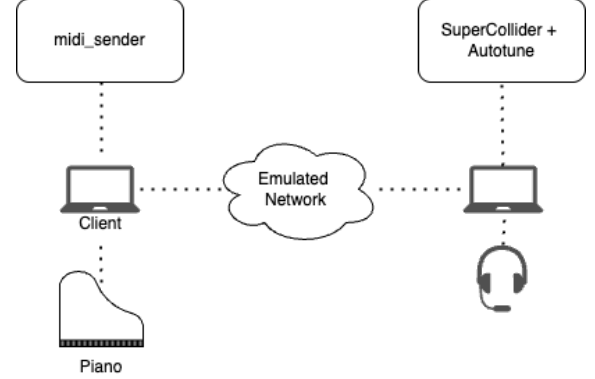 midi_sender
SuperCollider +
Autotune
Emulated
Network
Client
Piano